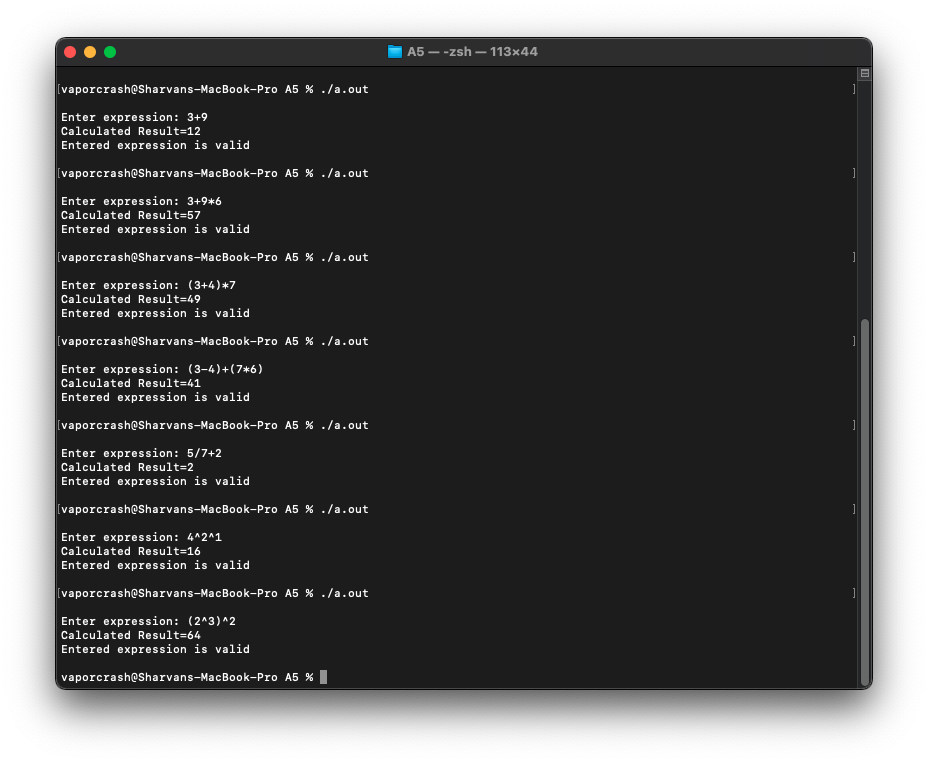 A5 — -zsh — 113×44
[vaporcrash@Sharvans-MacBook-Pro A5 % ./a.out ]
Enter expression: 3+9
Calculated Result=12
Entered expression is valid
[vaporcrash@Sharvans-MacBook-Pro A5 % ./a.out ]
Enter expression: 3+9*6
Calculated Result=57
Entered expression is valid
[vaporcrash@Sharvans-MacBook-Pro A5 % ./a.out ]
Enter expression: (3+4)*7
Calculated Result=49
Entered expression is valid
[vaporcrash@Sharvans-MacBook-Pro A5 % ./a.out ]
Enter expression: (3-4)+(7*6)
Calculated Result=41
Entered expression is valid
[vaporcrash@Sharvans-MacBook-Pro A5 % ./a.out ]
Enter expression: 5/7+2
Calculated Result=2
Entered expression is valid
[vaporcrash@Sharvans-MacBook-Pro A5 % ./a.out ]
Enter expression: 4^2^1
Calculated Result=16
Entered expression is valid
[vaporcrash@Sharvans-MacBook-Pro A5 % ./a.out ]
Enter expression: (2^3)^2
Calculated Result=64
Entered expression is valid
vaporcrash@Sharvans-MacBook-Pro A5 %